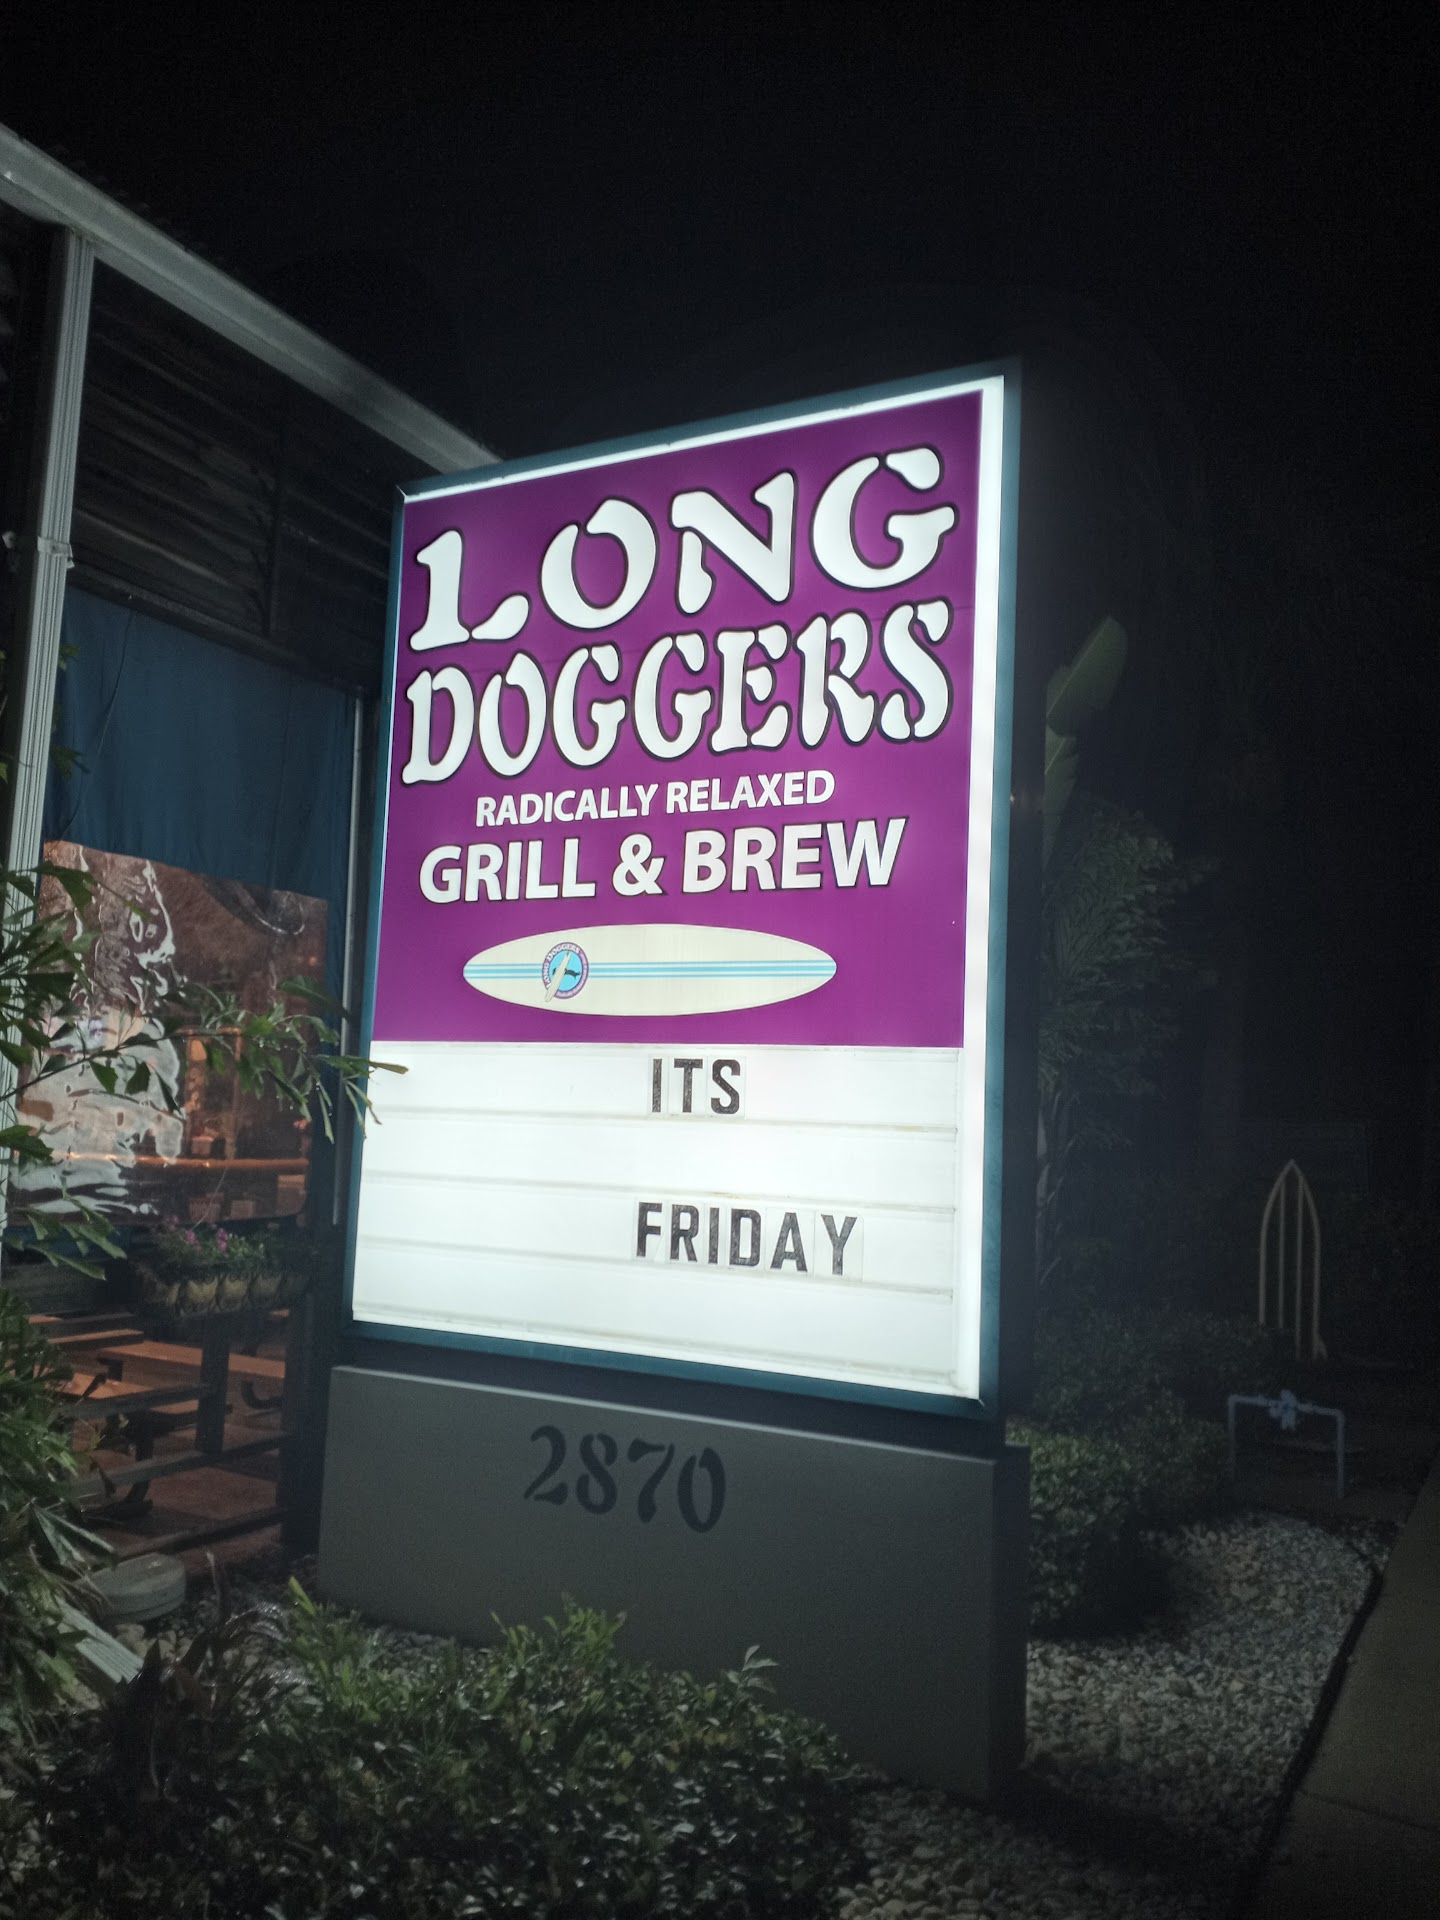 LONG
DOGGERS
RADICALLY RELAXED
GRILL & BREW
ITS
FRIDAY
2870